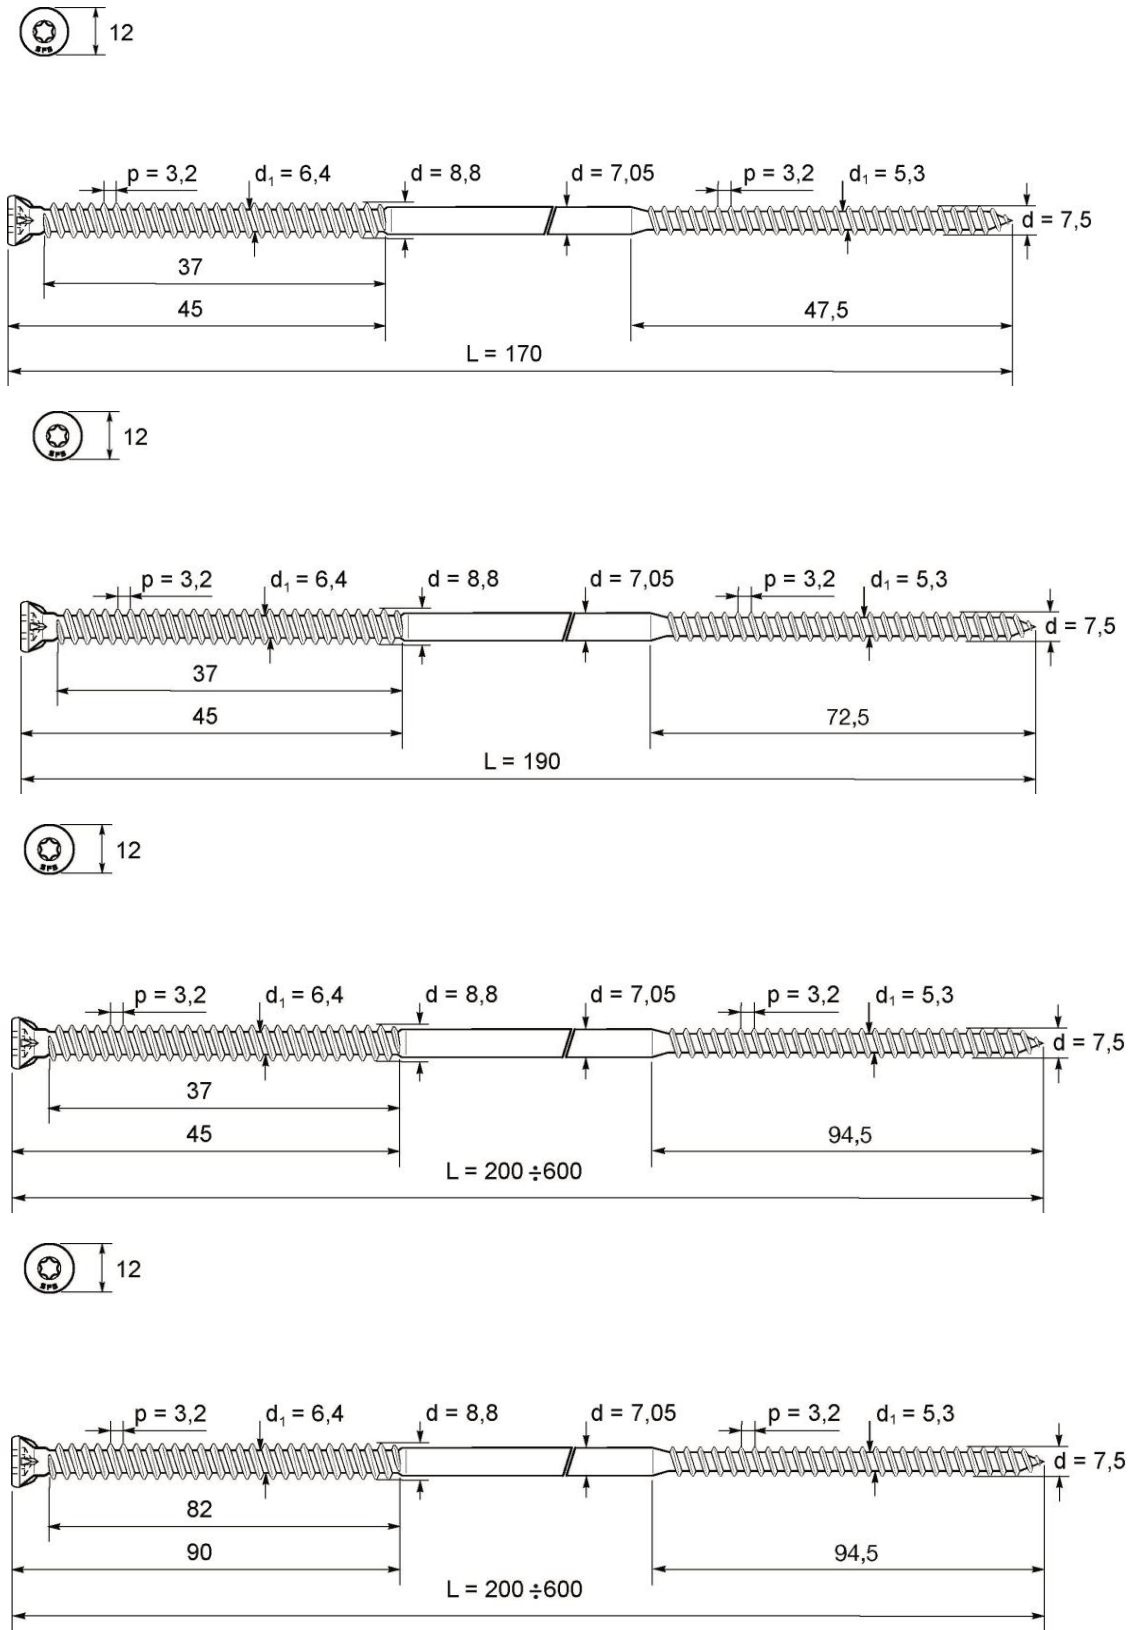 12
SFS
p = 3,2 d₁ = 6,4 d = 8,8 d = 7,05 p = 3,2 d₁ = 5,3
d = 7,5
37
45 47,5
L = 170
12
SFS
p = 3,2 d₁ = 6,4 d = 8,8 d = 7,05 p = 3,2 d₁ = 5,3
d = 7,5
37
45 72,5
L = 190
12
SFS
p = 3,2 d₁ = 6,4 d = 8,8 d = 7,05 p = 3,2 d₁ = 5,3
d = 7,5
37
45 94,5
L = 200 ÷600
12
SFS
p = 3,2 d₁ = 6,4 d = 8,8 d = 7,05 p = 3,2 d₁ = 5,3
d = 7,5
82
90 94,5
L = 200 ÷600